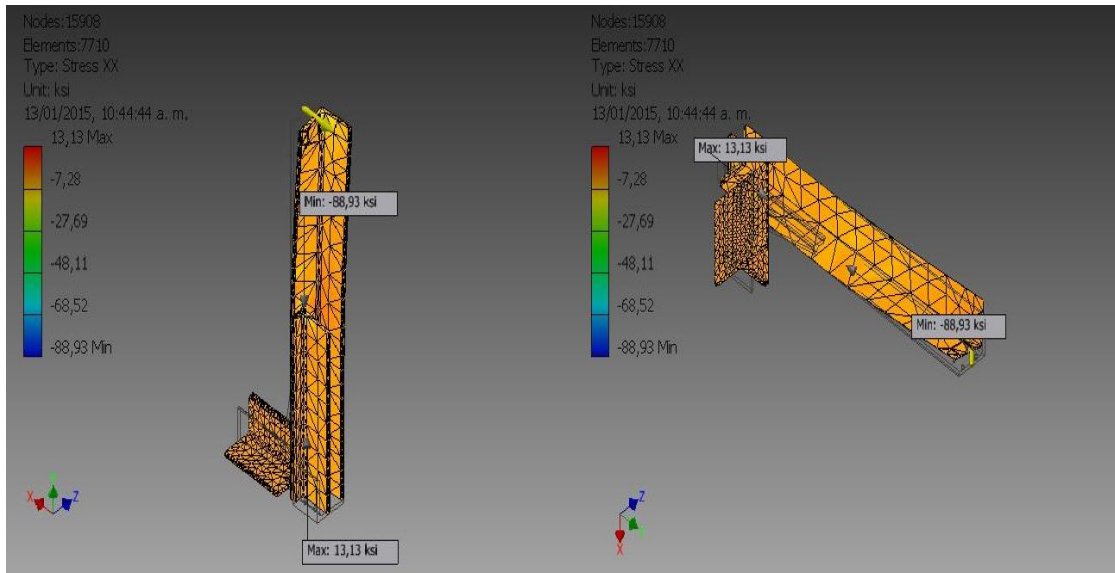 Nodes:15908
Elements:7710
Type: Stress XX
Unit: ksi
13/01/2015, 10:44:44 a. m.
13,13 Max
-7,28
-27,69
-48,11
-68,52
-88,93 Min
Min: -88,93 ksi
Max: 13,13 ksi
X
Z
Nodes:15908
Elements:7710
Type: Stress XX
Unit: ksi
13/01/2015, 10:44:44 a. m.
13,13 Max
-7,28
-27,69
-48,11
-68,52
-88,93 Min
Max: 13,13 ksi
Min: -88,93 ksi
Z
X